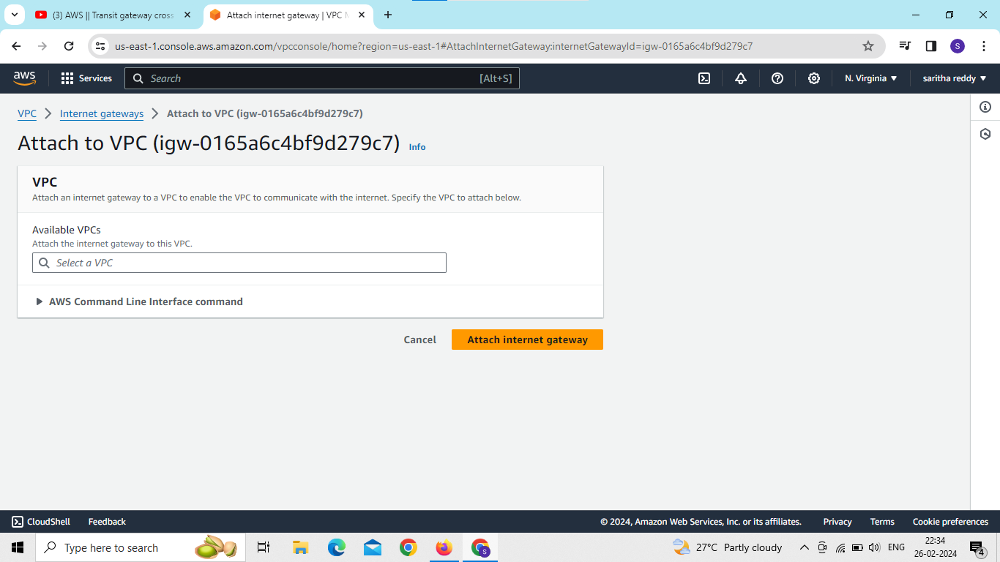 (3) AWS || Transit gateway cross
Attach internet gateway | VPC M
us-east-1.console.aws.amazon.com/vpcconsole/home?region=us-east-1#AttachInternetGateway:internetGatewayId=igw-0165a6c4bf9d279c7
S
aws
Services
Search
[Alt+S]
N. Virginia
saritha reddy
VPC
Internet gateways
Attach to VPC (igw-0165a6c4bf9d279c7)
Attach to VPC (igw-0165a6c4bf9d279c7) Info
VPC
Attach an internet gateway to a VPC to enable the VPC to communicate with the internet. Specify the VPC to attach below.
Available VPCs
Attach the internet gateway to this VPC.
Select a VPC
AWS Command Line Interface command
Cancel
Attach internet gateway
CloudShell
Feedback
© 2024, Amazon Web Services, Inc. or its affiliates.
Privacy
Terms
Cookie preferences
Type here to search
S
27°C Partly cloudy
ENG
22:34
26-02-2024
4